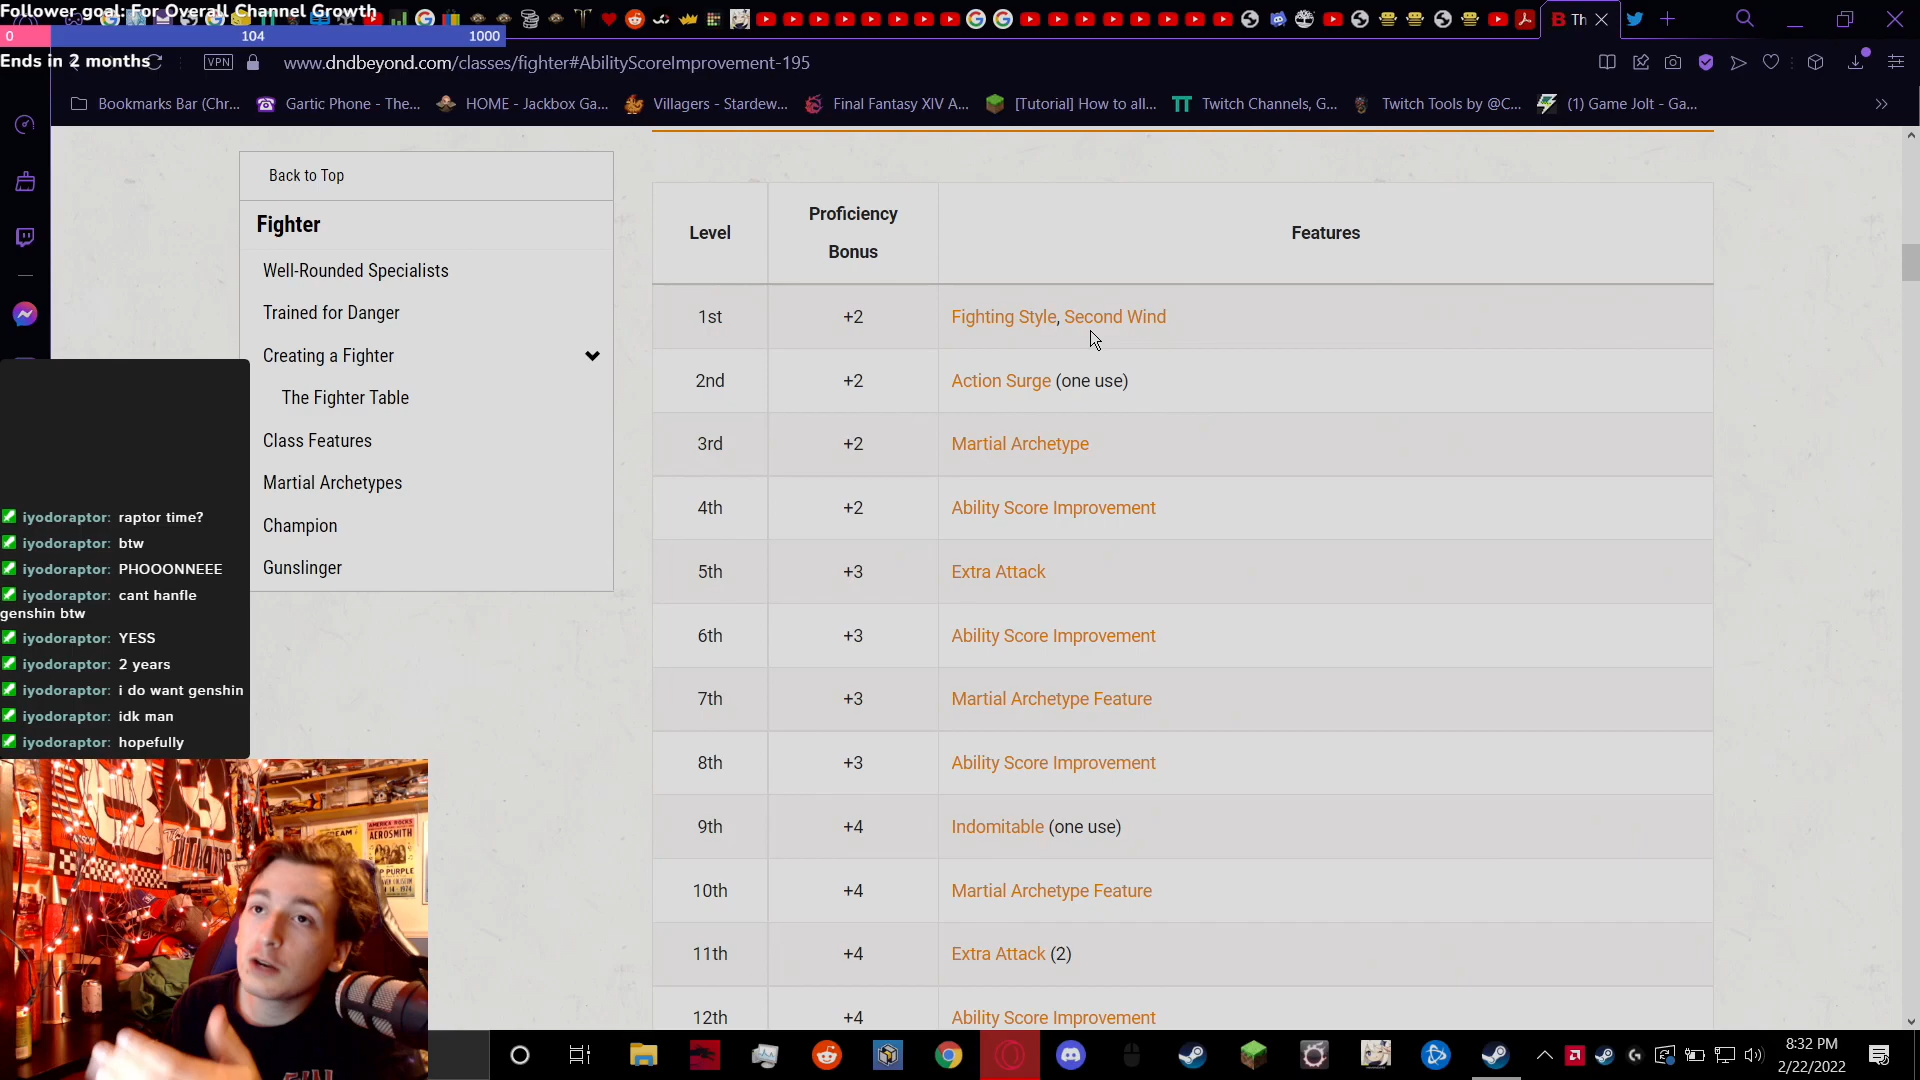 Follower goal: For Overall Channel Growth
0 104 1000
Ends in 2 months
Th
VPN
www.dndbeyond.com/classes/fighter#AbilityScoreImprovement-195
Bookmarks Bar (Chr... Gartic Phone - The... HOME - Jackbox Ga... Villagers - Stardew... Final Fantasy XIV A... [Tutorial] How to all... Twitch Channels, G... Twitch Tools by @C... (1) Game Jolt - Ga...
Back to Top
Fighter
Well-Rounded Specialists
Trained for Danger
Creating a Fighter
The Fighter Table
Class Features
Martial Archetypes
Champion
Gunslinger
Level Proficiency Bonus Features
1st +2 Fighting Style, Second Wind
2nd +2 Action Surge (one use)
3rd +2 Martial Archetype
4th +2 Ability Score Improvement
5th +3 Extra Attack
6th +3 Ability Score Improvement
7th +3 Martial Archetype Feature
8th +3 Ability Score Improvement
9th +4 Indomitable (one use)
10th +4 Martial Archetype Feature
11th +4 Extra Attack (2)
12th +4 Ability Score Improvement
iyodoraptor: raptor time?
iyodoraptor: btw
iyodoraptor: PHOOONNEEE
iyodoraptor: cant hanfle
genshin btw
iyodoraptor: YESS
iyodoraptor: 2 years
iyodoraptor: i do want genshin
iyodoraptor: idk man
iyodoraptor: hopefully
AMERICA ROCKS
AEROSMITH
CREAM
P PURPLE
1974
8:32 PM
2/22/2022